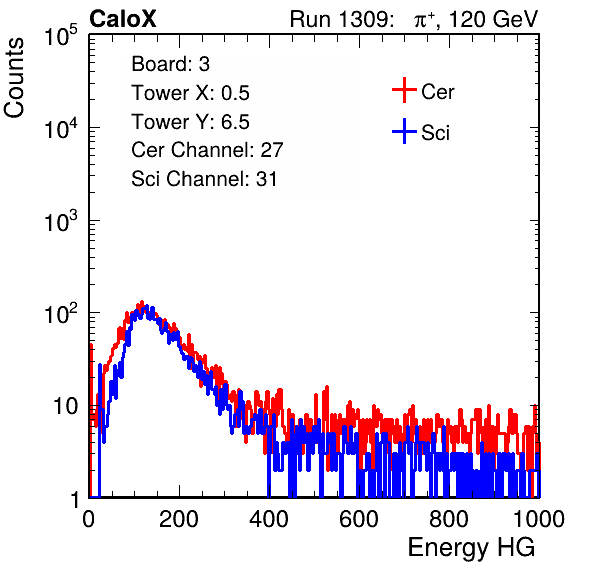 CaloX Run 1309: π⁺, 120 GeV
Counts
10⁵
10⁴
10³
10²
10
1
Board: 3
Tower X: 0.5
Tower Y: 6.5
Cer Channel: 27
Sci Channel: 31
Cer
Sci
0 200 400 600 800 1000
Energy HG